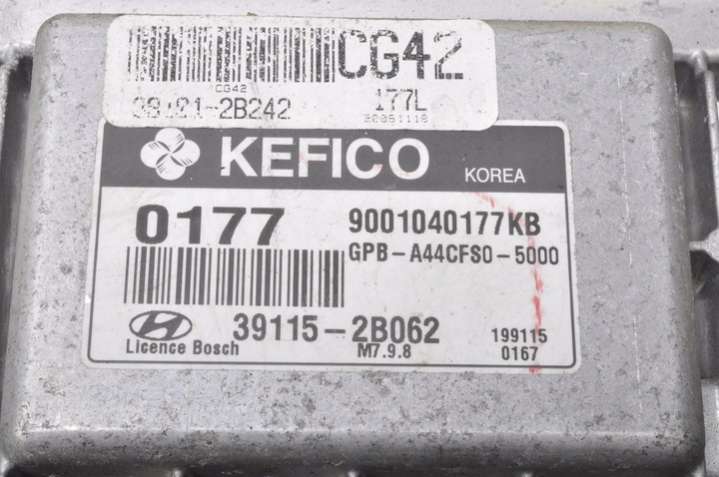 CG42
CG42
2B242 177L
KEFICO KOREA
0177 9001040177KB
GPB-A44CFS0-5000
39115-2B062 199115
Licence Bosch M7.9.8 0167